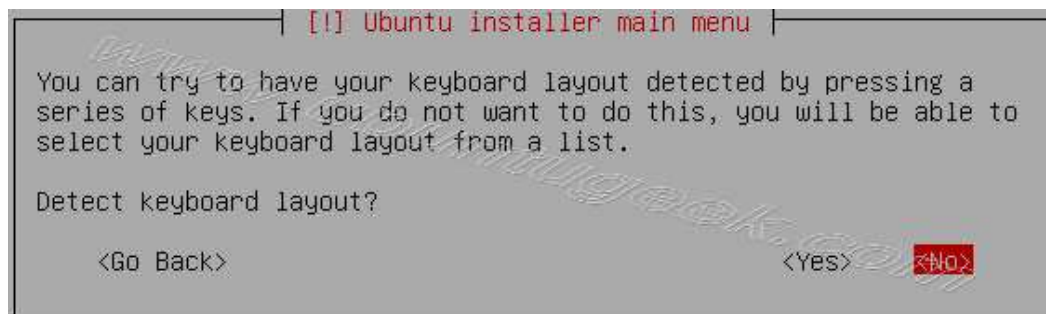 [!] Ubuntu installer main menu
You can try to have your keyboard layout detected by pressing a
series of keys. If you do not want to do this, you will be able to
select your keyboard layout from a list.
Detect keyboard layout?
<Go Back> <Yes> <No>